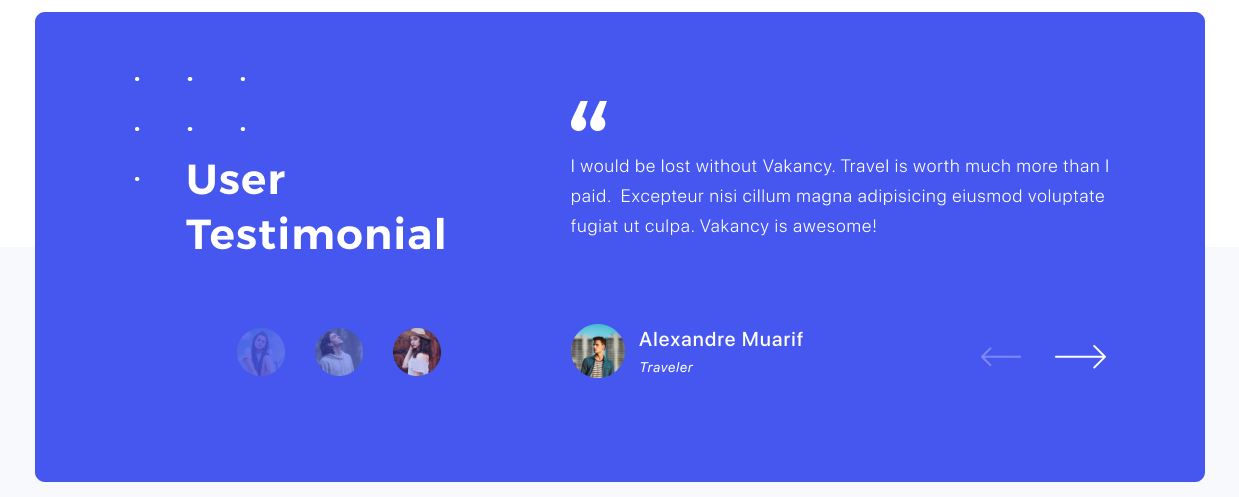 User
Testimonial
“
I would be lost without Vakancy. Travel is worth much more than I
paid.  Excepteur nisi cillum magna adipisicing eiusmod voluptate
fugiat ut culpa. Vakancy is awesome!
Alexandre Muarif
Traveler